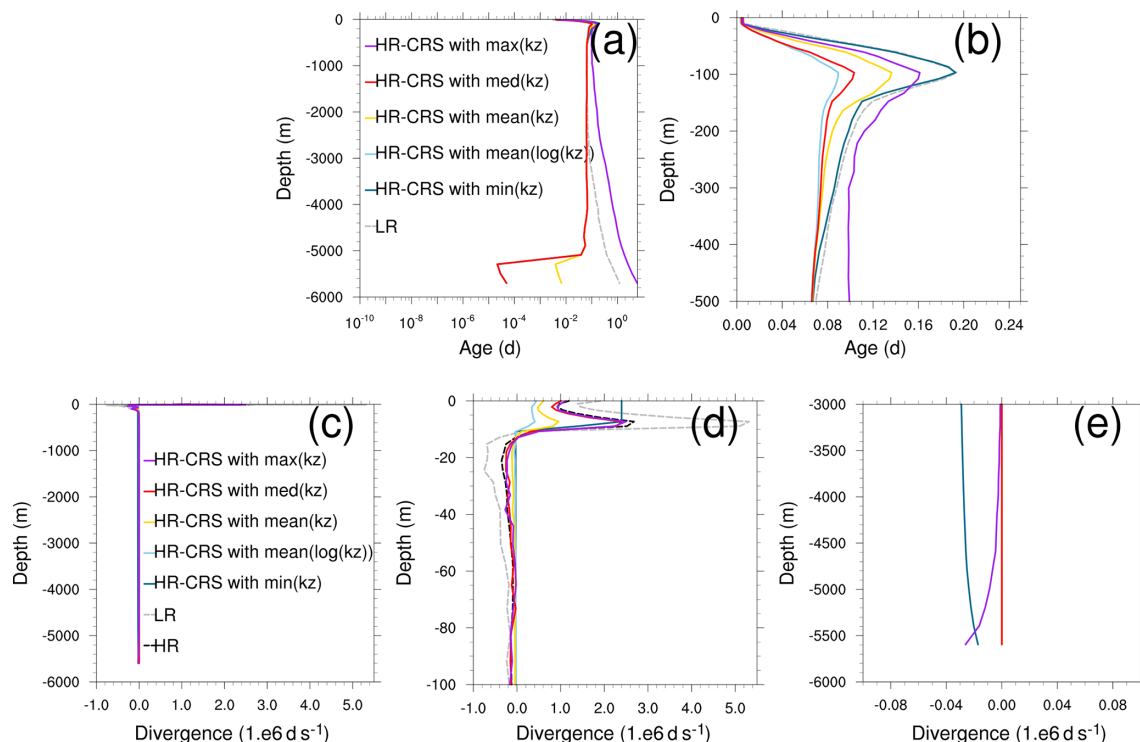 (a)
0
-1000
-2000
-3000
-4000
-5000
-6000
Depth (m)
HR-CRS with max(kz)
HR-CRS with med(kz)
HR-CRS with mean(kz)
HR-CRS with mean(log(kz))
HR-CRS with min(kz)
LR
10-10 10-6 10-4 10-2 100
Age (d)
(b)
0
-100
-200
-300
-400
-500
Depth (m)
0.00 0.04 0.08 0.12 0.16 0.20 0.24
Age (d)
(c)
0
-1000
-2000
-3000
-4000
-5000
-6000
Depth (m)
HR-CRS with max(kz)
HR-CRS with med(kz)
HR-CRS with mean(kz)
HR-CRS with mean(log(kz))
HR-CRS with min(kz)
LR
HR
-1.0 0.0 1.0 2.0 3.0 4.0 5.0
Divergence (1.e6 d s-1)
(d)
0
-20
-40
-60
-80
-100
Depth (m)
-1.0 0.0 1.0 2.0 3.0 4.0 5.0
Divergence (1.e6 d s-1)
(e)
-3000
-3500
-4000
-4500
-5000
-5500
-6000
Depth (m)
-0.08 -0.04 0.00 0.04 0.08
Divergence (1.e6 d s-1)